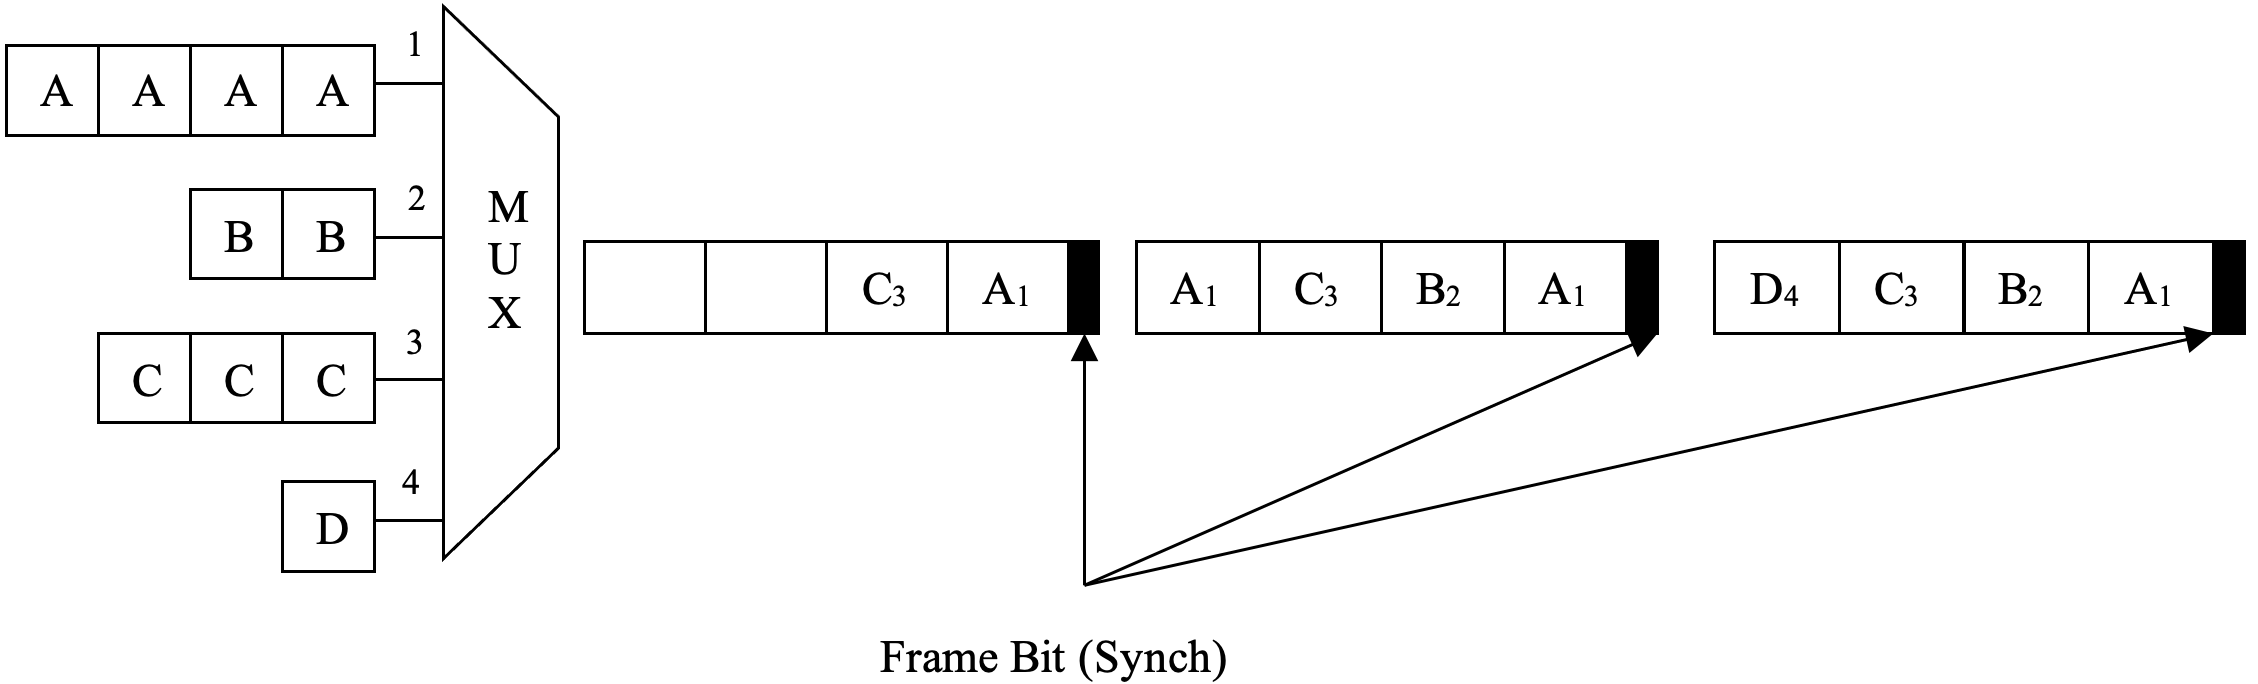 1
A A A A
2
B B
M
U
X
C3 A1
A1 C3 B2 A1
D4 C3 B2 A1
3
C C C
4
D
Frame Bit (Synch)